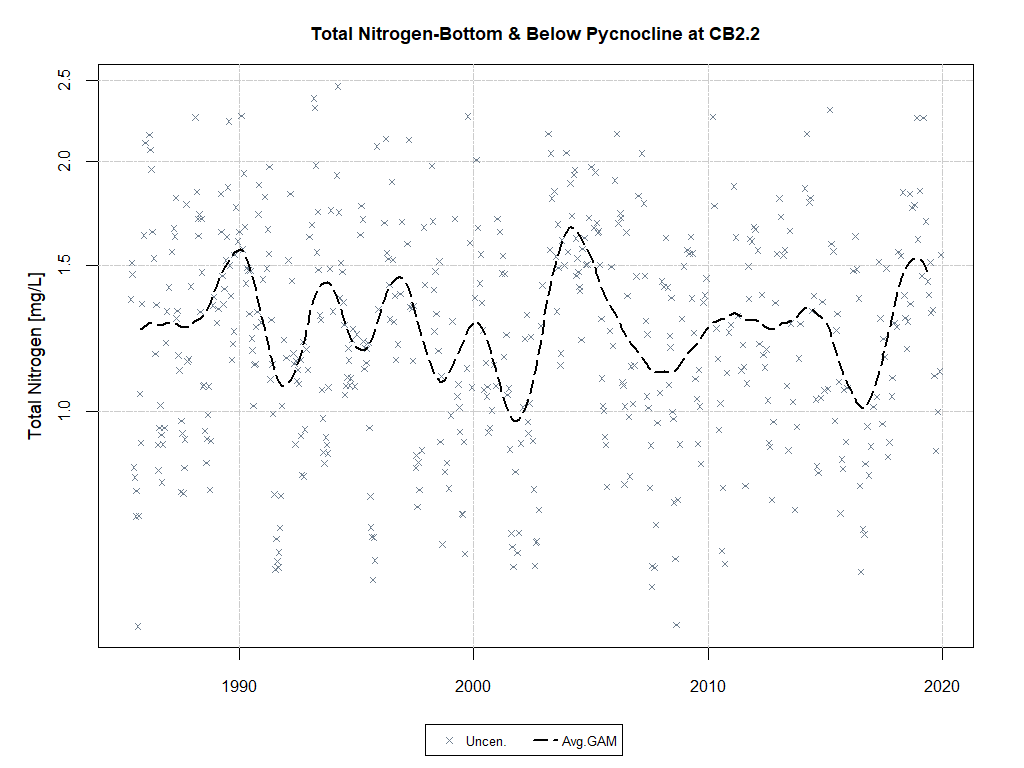 Total Nitrogen-Bottom & Below Pycnocline at CB2.2
Total Nitrogen [mg/L]
2.5
2.0
1.5
1.0
1990 2000 2010 2020
Uncen. Avg.GAM